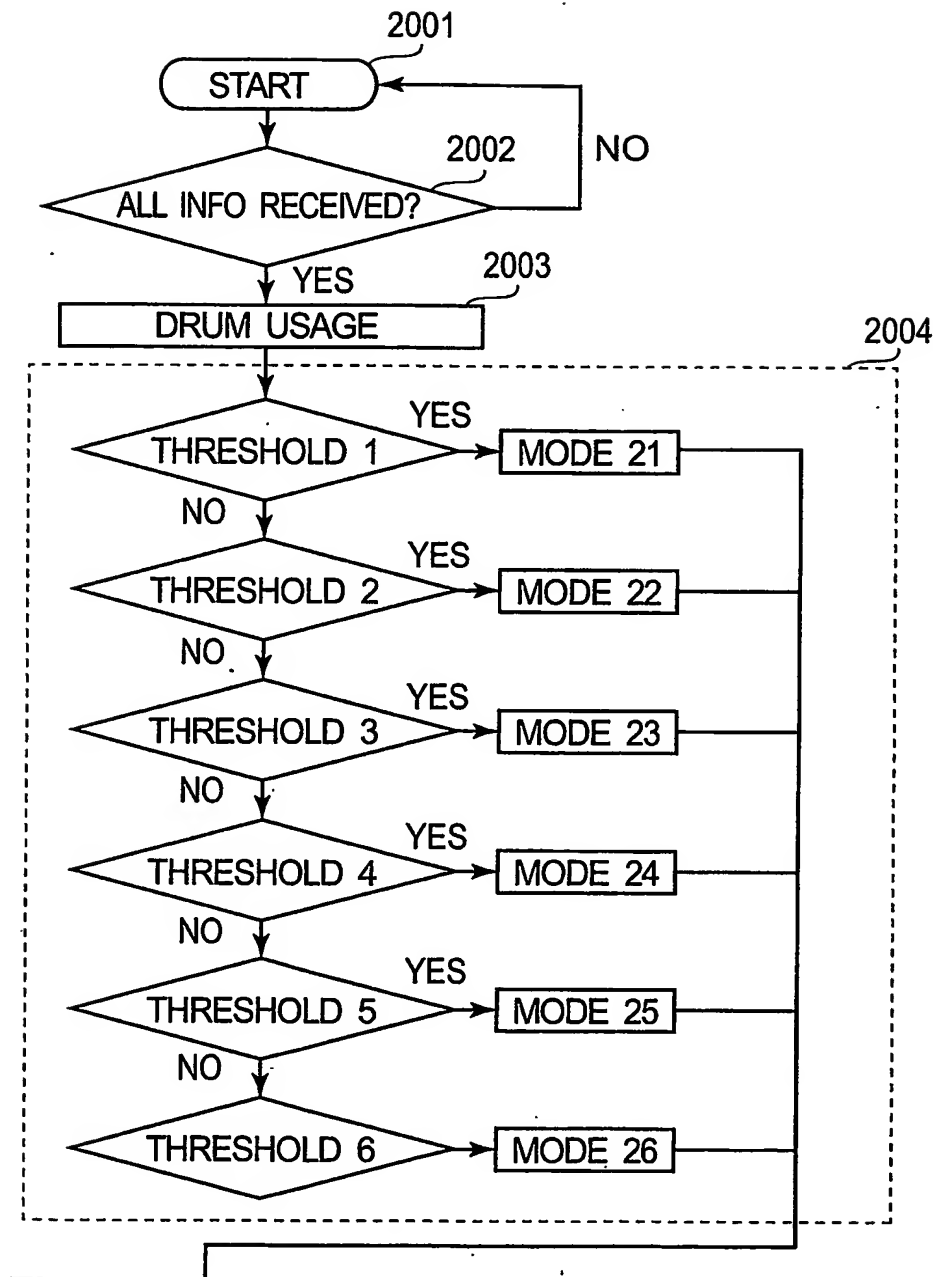 2001
START
NO
2002
ALL INFO RECEIVED?
YES
2003
DRUM USAGE
2004
YES
THRESHOLD 1
MODE 21
NO
YES
THRESHOLD 2
MODE 22
NO
YES
THRESHOLD 3
MODE 23
NO
YES
THRESHOLD 4
MODE 24
NO
YES
THRESHOLD 5
MODE 25
NO
THRESHOLD 6
MODE 26